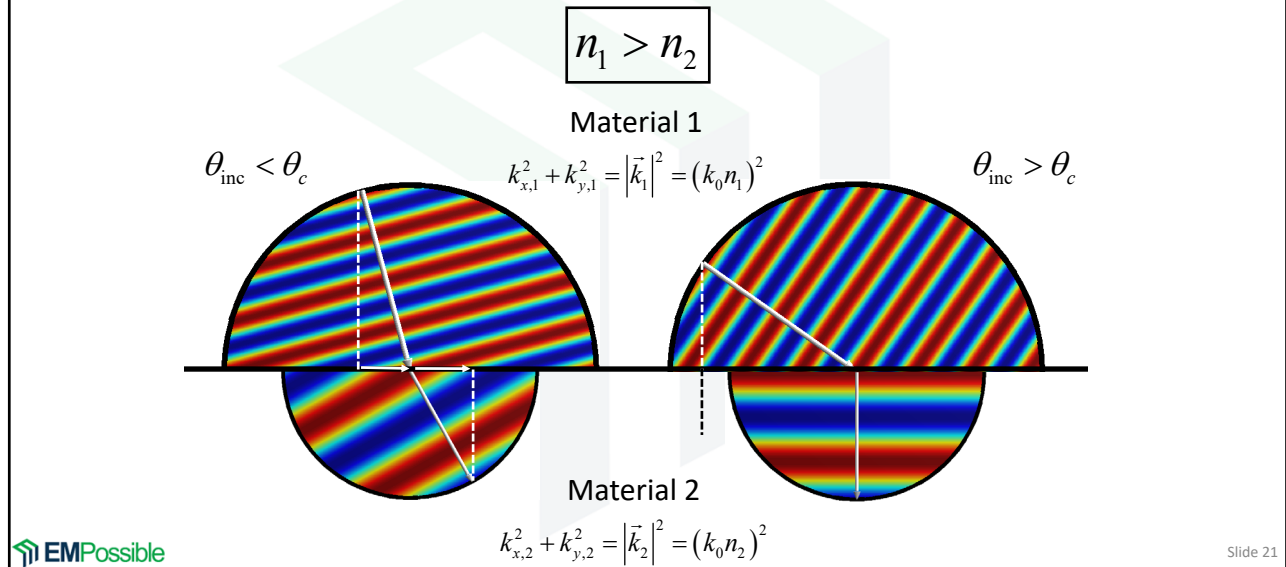 n₁ > n₂
Material 1
θ_inc < θ_c
k²_{x,1} + k²_{y,1} = |k⃗₁|² = (k₀n₁)²
θ_inc > θ_c
Material 2
k²_{x,2} + k²_{y,2} = |k⃗₂|² = (k₀n₂)²
EMPossible
Slide 21